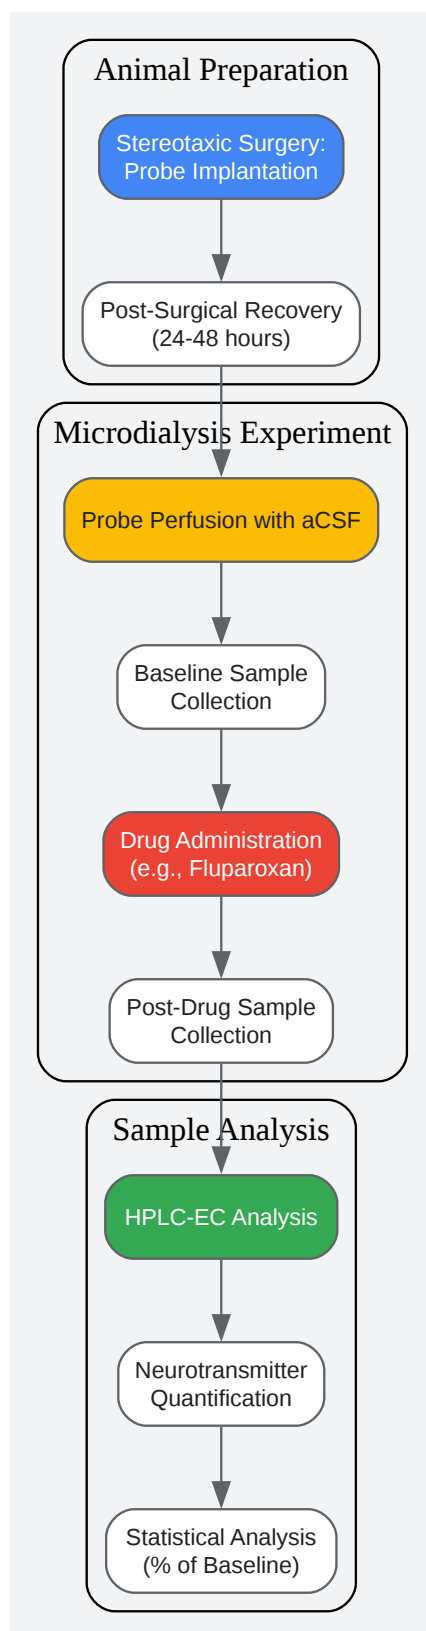 Animal Preparation
Stereotaxic Surgery:
Probe Implantation
Post-Surgical Recovery
(24-48 hours)
Microdialysis Experiment
Probe Perfusion with aCSF
Baseline Sample
Collection
Drug Administration
(e.g., Fluparoxan)
Post-Drug Sample
Collection
Sample Analysis
HPLC-EC Analysis
Neurotransmitter
Quantification
Statistical Analysis
(% of Baseline)